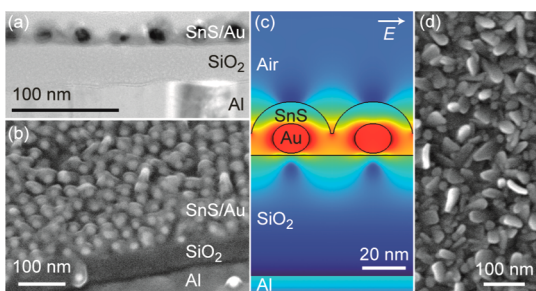 (a)
SnS/Au
SiO2
Al
100 nm
(b)
SnS/Au
SiO2
Al
100 nm
(c)
E
Air
SnS
Au
SiO2
20 nm
Al
(d)
100 nm